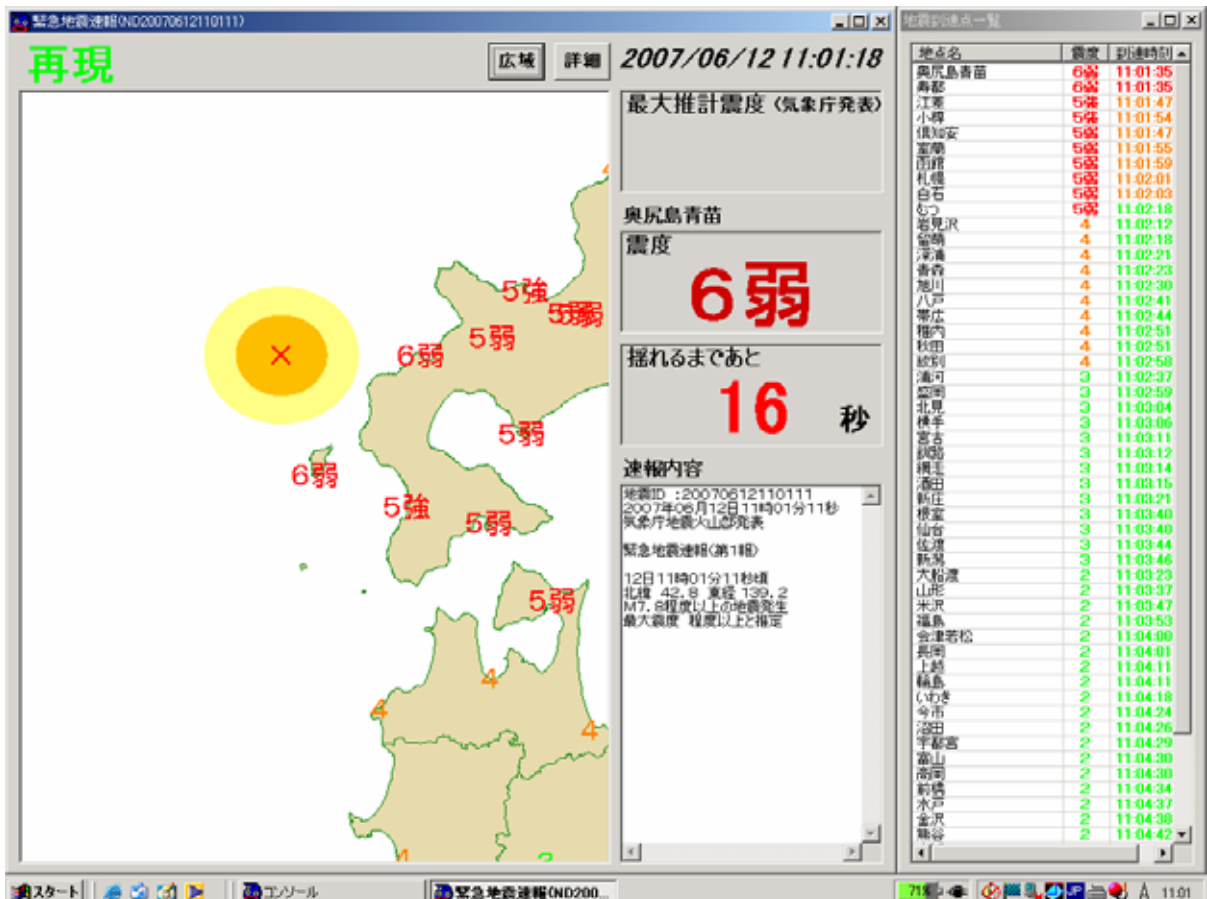 緊急地震速報(ND20070612110111)
再現
広域
詳細
2007/06/12 11:01:18
最大推計震度(気象庁発表)
奥尻島青苗
震度
6弱
揺れるまであと
16 秒
速報内容
地震ID :20070612110111
2007年06月12日11時01分11秒
気象庁地震火山部発表
緊急地震速報(第1報)
12日11時01分11秒頃
北緯 42.8 東経 139.2
M7.8程度以上の地震発生
最大震度 程度以上と推定
4
5強
5弱
5弱
6弱
5弱
6弱
5強
5弱
5弱
4
4
4
4
3
地震到達点一覧
地点名 震度 到達時刻
奥尻島青苗 6弱 11:01:35
寿都 6弱 11:01:35
江差 5強 11:01:47
小樽 5強 11:01:54
倶知安 5弱 11:01:47
室蘭 5弱 11:01:55
函館 5弱 11:01:59
札幌 5弱 11:02:01
白石 5弱 11:02:03
むつ 5弱 11:02:18
岩見沢 4 11:02:12
留萌 4 11:02:18
深浦 4 11:02:21
青森 4 11:02:23
旭川 4 11:02:30
八戸 4 11:02:41
帯広 4 11:02:44
稚内 4 11:02:51
秋田 4 11:02:51
紋別 4 11:02:58
浦河 3 11:02:37
盛岡 3 11:02:59
北見 3 11:03:04
横手 3 11:03:06
宮古 3 11:03:11
釧路 3 11:03:12
網走 3 11:03:14
酒田 3 11:03:15
新庄 3 11:03:21
根室 3 11:03:40
仙台 3 11:03:40
佐渡 3 11:03:44
新潟 3 11:03:46
大船渡 2 11:03:23
山形 2 11:03:37
米沢 2 11:03:47
福島 2 11:03:53
会津若松 2 11:04:00
長岡 2 11:04:01
上越 2 11:04:11
輪島 2 11:04:11
いわき 2 11:04:18
今市 2 11:04:24
沼田 2 11:04:26
宇都宮 2 11:04:29
富山 2 11:04:30
高岡 2 11:04:30
前橋 2 11:04:34
水戸 2 11:04:37
金沢 2 11:04:38
熊谷 2 11:04:42
スタート
コンソール
緊急地震速報(ND200...
71%
JP
A
11:01